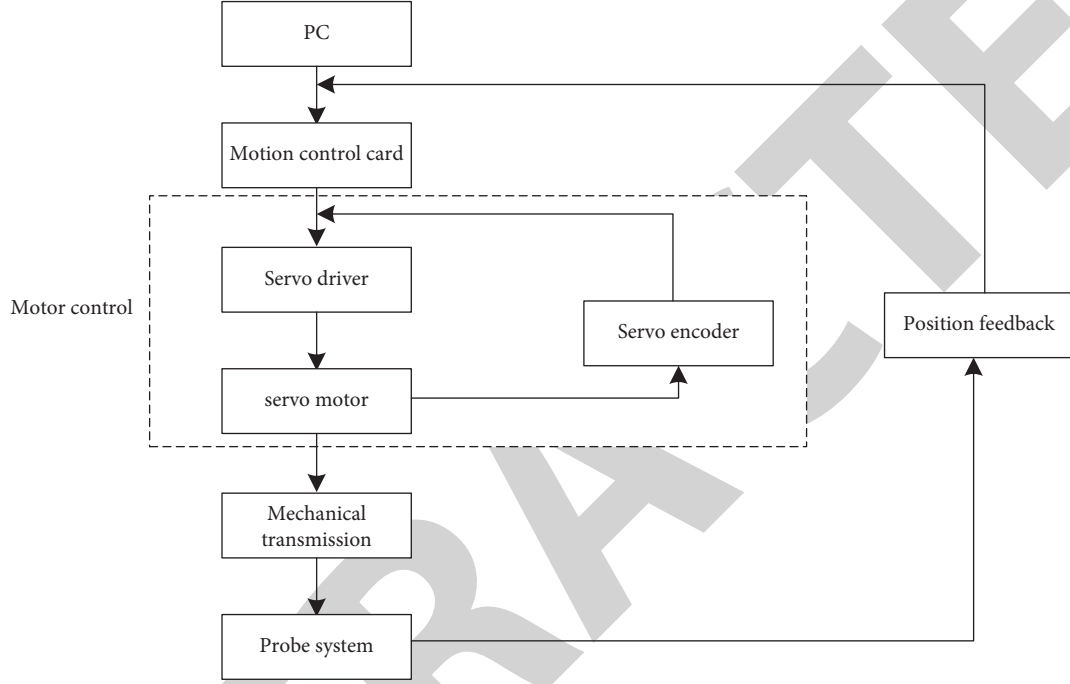 PC
Motion control card
Servo driver
Motor control
Servo encoder
Position feedback
servo motor
Mechanical
transmission
Probe system